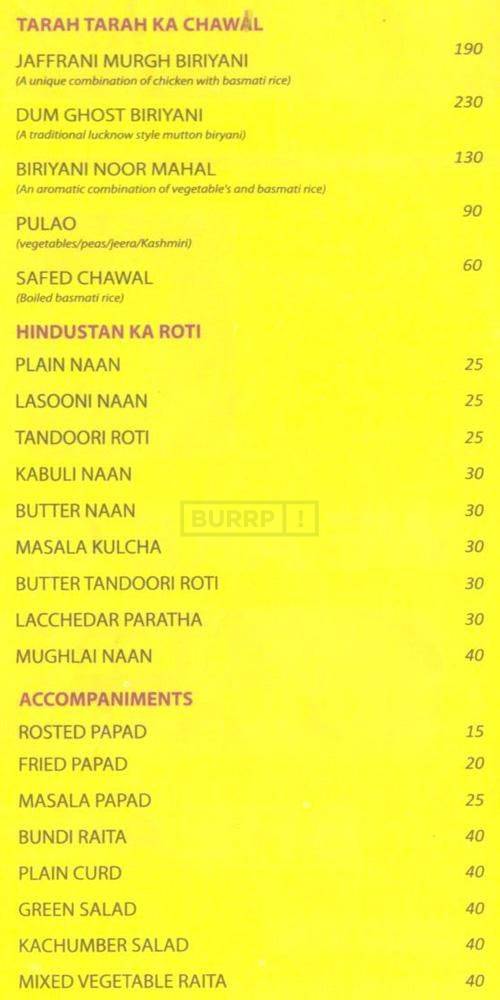 TARAH TARAH KA CHAWAL
JAFFRANI MURGH BIRIYANI 190
(A unique combination of chicken with basmati rice)
DUM GHOST BIRIYANI 230
(A traditional lucknow style mutton biryani)
BIRIYANI NOOR MAHAL 130
(An aromatic combination of vegetable's and basmati rice)
PULAO 90
(vegetables/peas/jeera/Kashmiri)
SAFED CHAWAL 60
(Boiled basmati rice)
HINDUSTAN KA ROTI
PLAIN NAAN 25
LASOONI NAAN 25
TANDOORI ROTI 25
KABULI NAAN 30
BUTTER NAAN 30
BURRP!
MASALA KULCHA 30
BUTTER TANDOORI ROTI 30
LACCHEDAR PARATHA 30
MUGHLAI NAAN 40
ACCOMPANIMENTS
ROSTED PAPAD 15
FRIED PAPAD 20
MASALA PAPAD 25
BUNDI RAITA 40
PLAIN CURD 40
GREEN SALAD 40
KACHUMBER SALAD 40
MIXED VEGETABLE RAITA 40